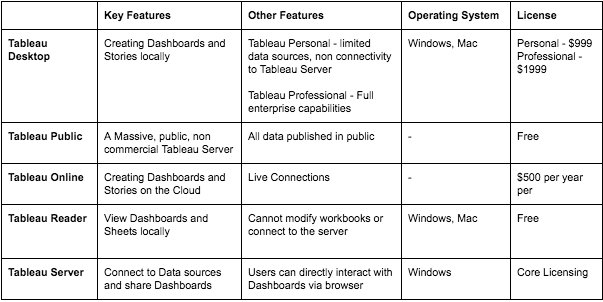 Key Features Other Features Operating System License
Tableau Desktop Creating Dashboards and Stories locally Tableau Personal - limited data sources, non connectivity to Tableau Server Tableau Professional - Full enterprise capabilities Windows, Mac Personal - $999 Professional - $1999
Tableau Public A Massive, public, non commercial Tableau Server All data published in public - Free
Tableau Online Creating Dashboards and Stories on the Cloud Live Connections - $500 per year per
Tableau Reader View Dashboards and Sheets locally Cannot modify workbooks or connect to the server Windows, Mac Free
Tableau Server Connect to Data sources and share Dashboards Users can directly interact with Dashboards via browser Windows Core Licensing